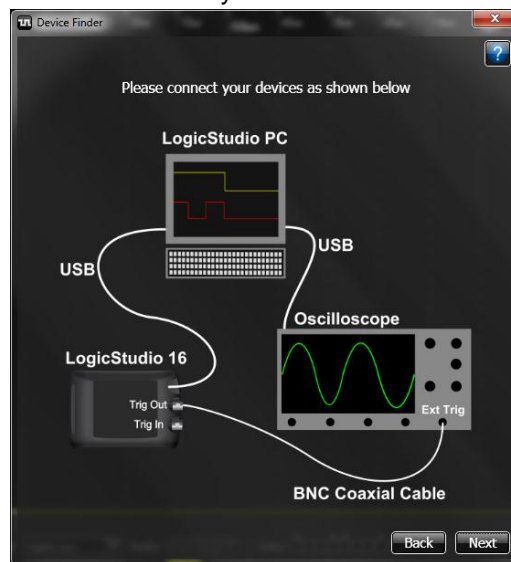 Device Finder
?
Please connect your devices as shown below
LogicStudio PC
USB
USB
Oscilloscope
LogicStudio 16
Trig Out
Trig In
Ext Trig
BNC Coaxial Cable
Back Next